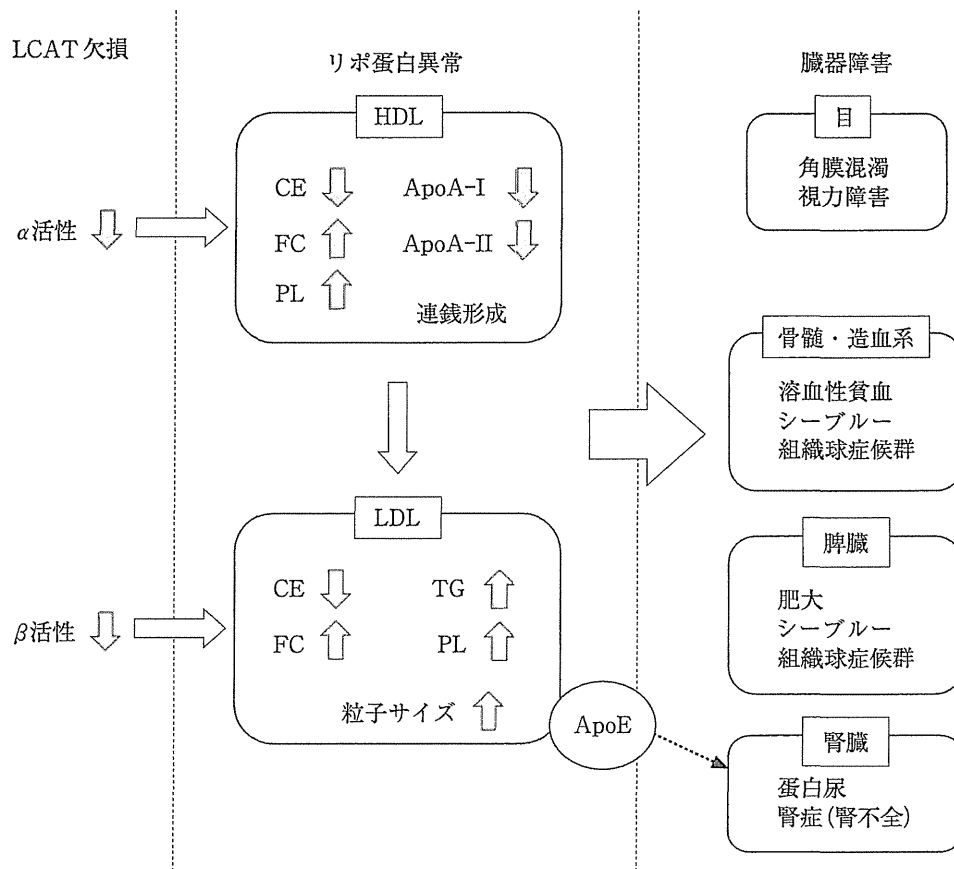 LCAT欠損
リポ蛋白異常
臓器障害
HDL
CE
ApoA-I
FC
ApoA-II
PL
連銭形成
α活性
LDL
CE
TG
FC
PL
粒子サイズ
β活性
ApoE
目
角膜混濁
視力障害
骨髄・造血系
溶血性貧血
シーブルー
組織球症候群
脾臓
肥大
シーブルー
組織球症候群
腎臓
蛋白尿
腎症(腎不全)